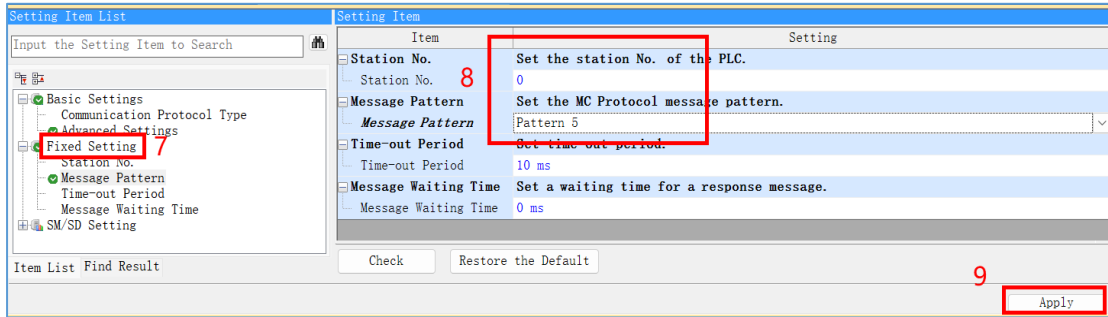 Setting Item List
Input the Setting Item to Search
Basic Settings
Communication Protocol Type
Advanced Settings
Fixed Setting
7
Station No.
Message Pattern
Time-out Period
Message Waiting Time
SM/SD Setting
Item List Find Result
Setting Item
Item Setting
Station No. Set the station No. of the PLC.
Station No. 0
8
Message Pattern Set the MC Protocol message pattern.
Message Pattern Pattern 5
Time-out Period Set time-out period.
Time-out Period 10 ms
Message Waiting Time Set a waiting time for a response message.
Message Waiting Time 0 ms
Check Restore the Default
9
Apply